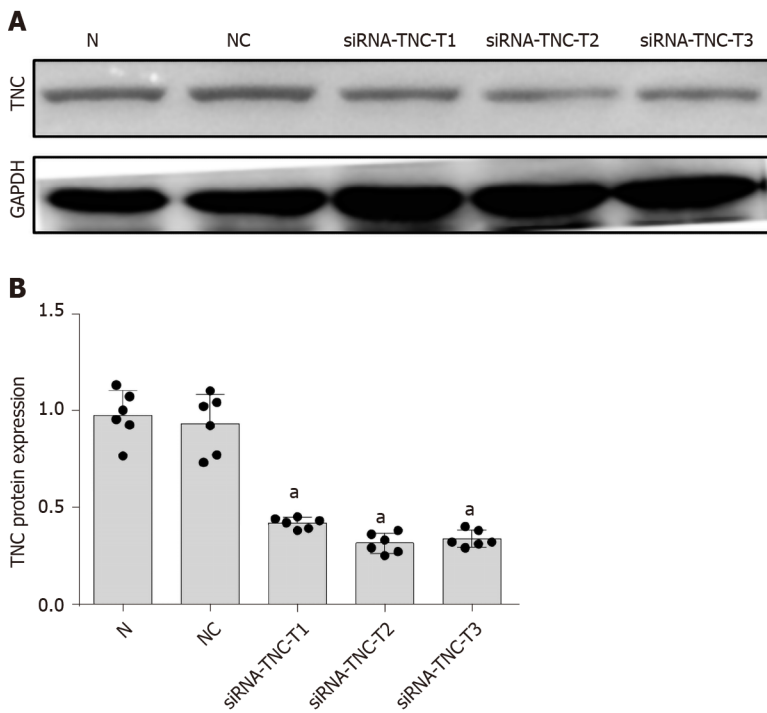 A
N NC siRNA-TNC-T1 siRNA-TNC-T2 siRNA-TNC-T3
TNC
GAPDH
B
1.5
1.0
0.5
0.0
TNC protein expression
a a a
N NC siRNA-TNC-T1 siRNA-TNC-T2 siRNA-TNC-T3